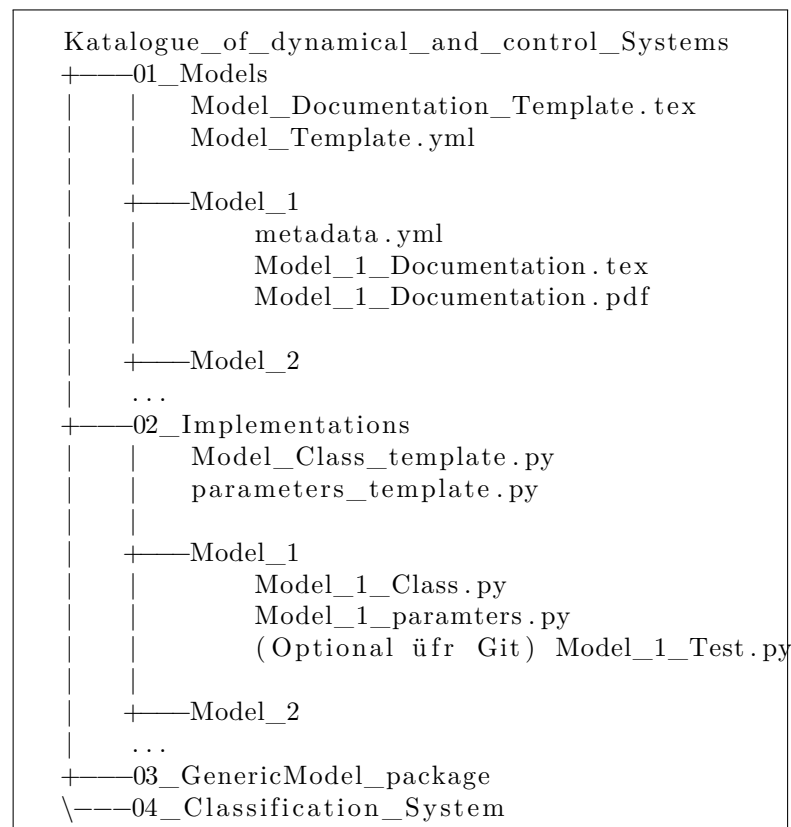 Katalogue_of_dynamical_and_control_Systems
+−−−01_Models
|   |   Model_Documentation_Template.tex
|   |   Model_Template.yml
|   |
|   +−−−Model_1
|   |       metadata.yml
|   |       Model_1_Documentation.tex
|   |       Model_1_Documentation.pdf
|   |
|   +−−−Model_2
|   ...
+−−−02_Implementations
|   |   Model_Class_template.py
|   |   parameters_template.py
|   |
|   +−−−Model_1
|   |       Model_1_Class.py
|   |       Model_1_paramters.py
|   |       (Optional üfr Git) Model_1_Test.py
|   |
|   +−−−Model_2
|   ...
+−−−03_GenericModel_package
\−−−04_Classification_System